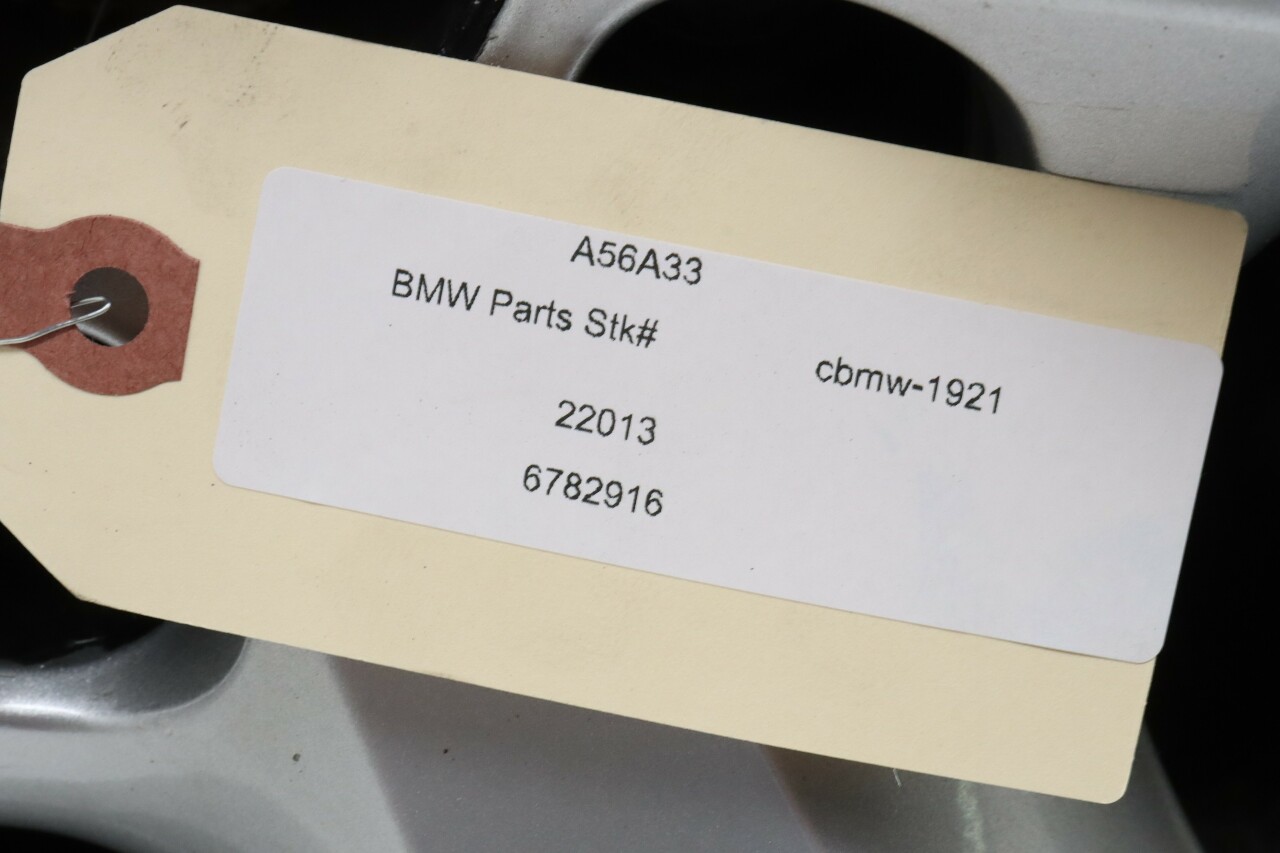 A56A33
BMW Parts Stk#
cbmw-1921
22013
6782916